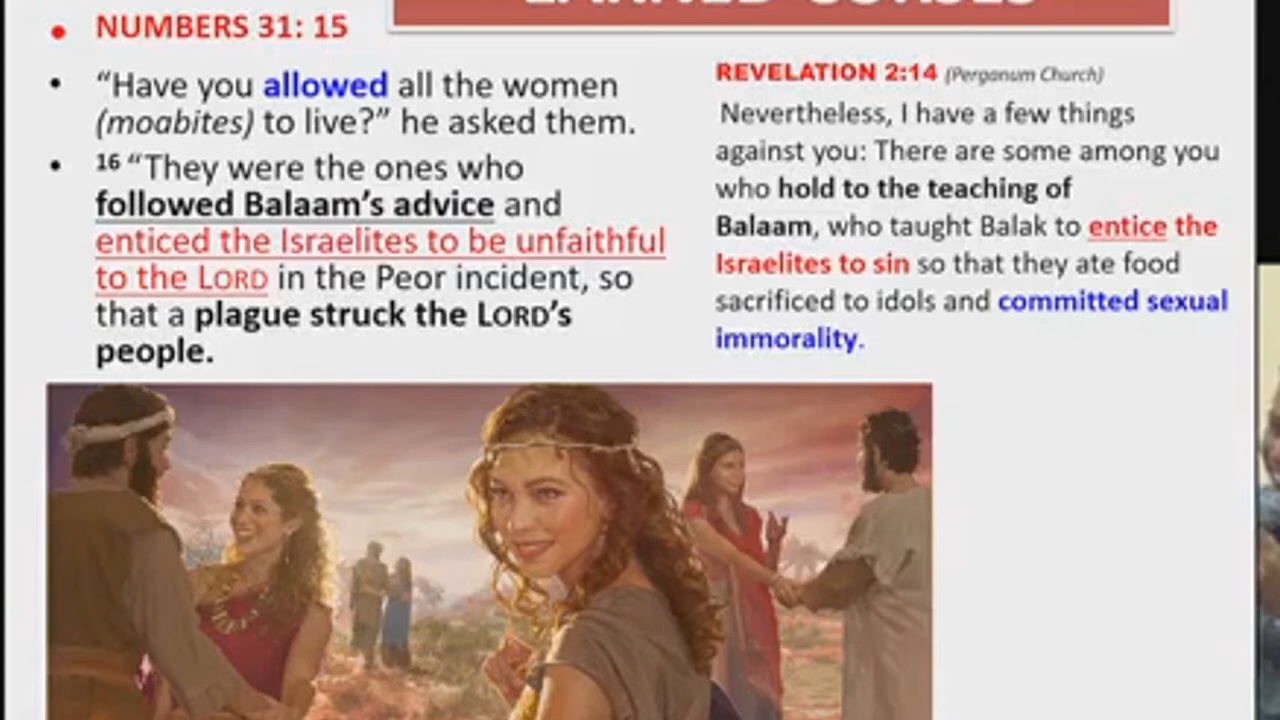 NUMBERS 31: 15
• “Have you allowed all the women
(moabites) to live?” he asked them.
• 16 “They were the ones who
followed Balaam’s advice and
enticed the Israelites to be unfaithful
to the LORD in the Peor incident, so
that a plague struck the LORD’s
people.
REVELATION 2:14 (Perganum Church)
Nevertheless, I have a few things
against you: There are some among you
who hold to the teaching of
Balaam, who taught Balak to entice the
Israelites to sin so that they ate food
sacrificed to idols and committed sexual
immorality.